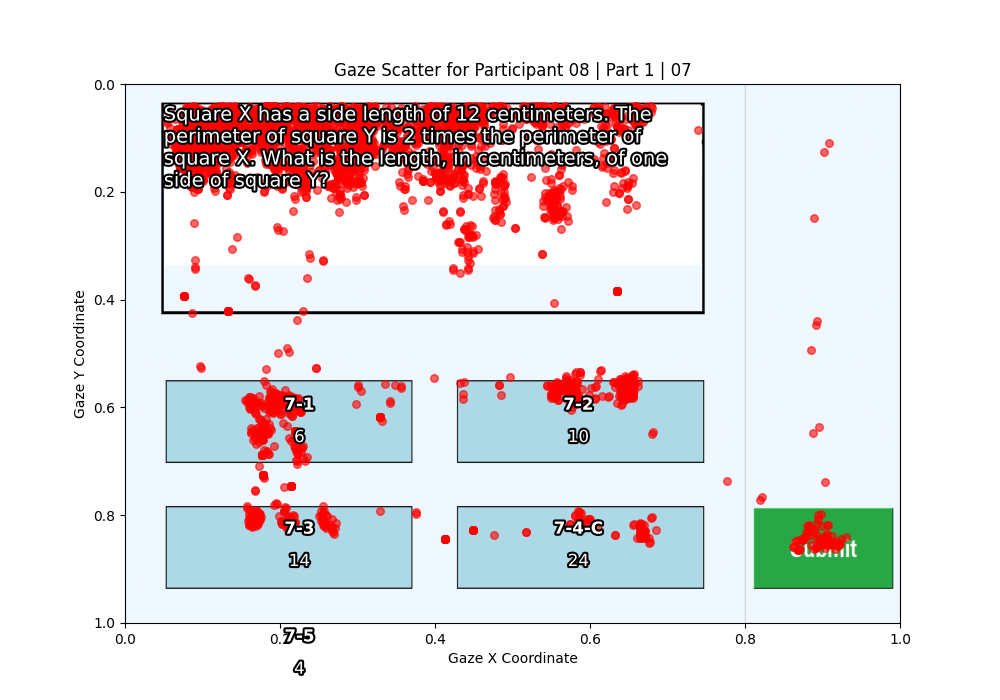 Gaze Scatter for Participant 08 | Part 1 | 07
Square X has a side length of 12 centimeters. The
perimeter of square Y is 2 times the perimeter of
square X. What is the length, in centimeters, of one
side of square Y?
7-1
6
7-2
10
7-3
14
7-4-C
24
7-5
4
Submit
0.0
0.2
0.4
0.6
0.8
1.0
0.0
0.2
0.4
0.6
0.8
1.0
Gaze X Coordinate
Gaze Y Coordinate